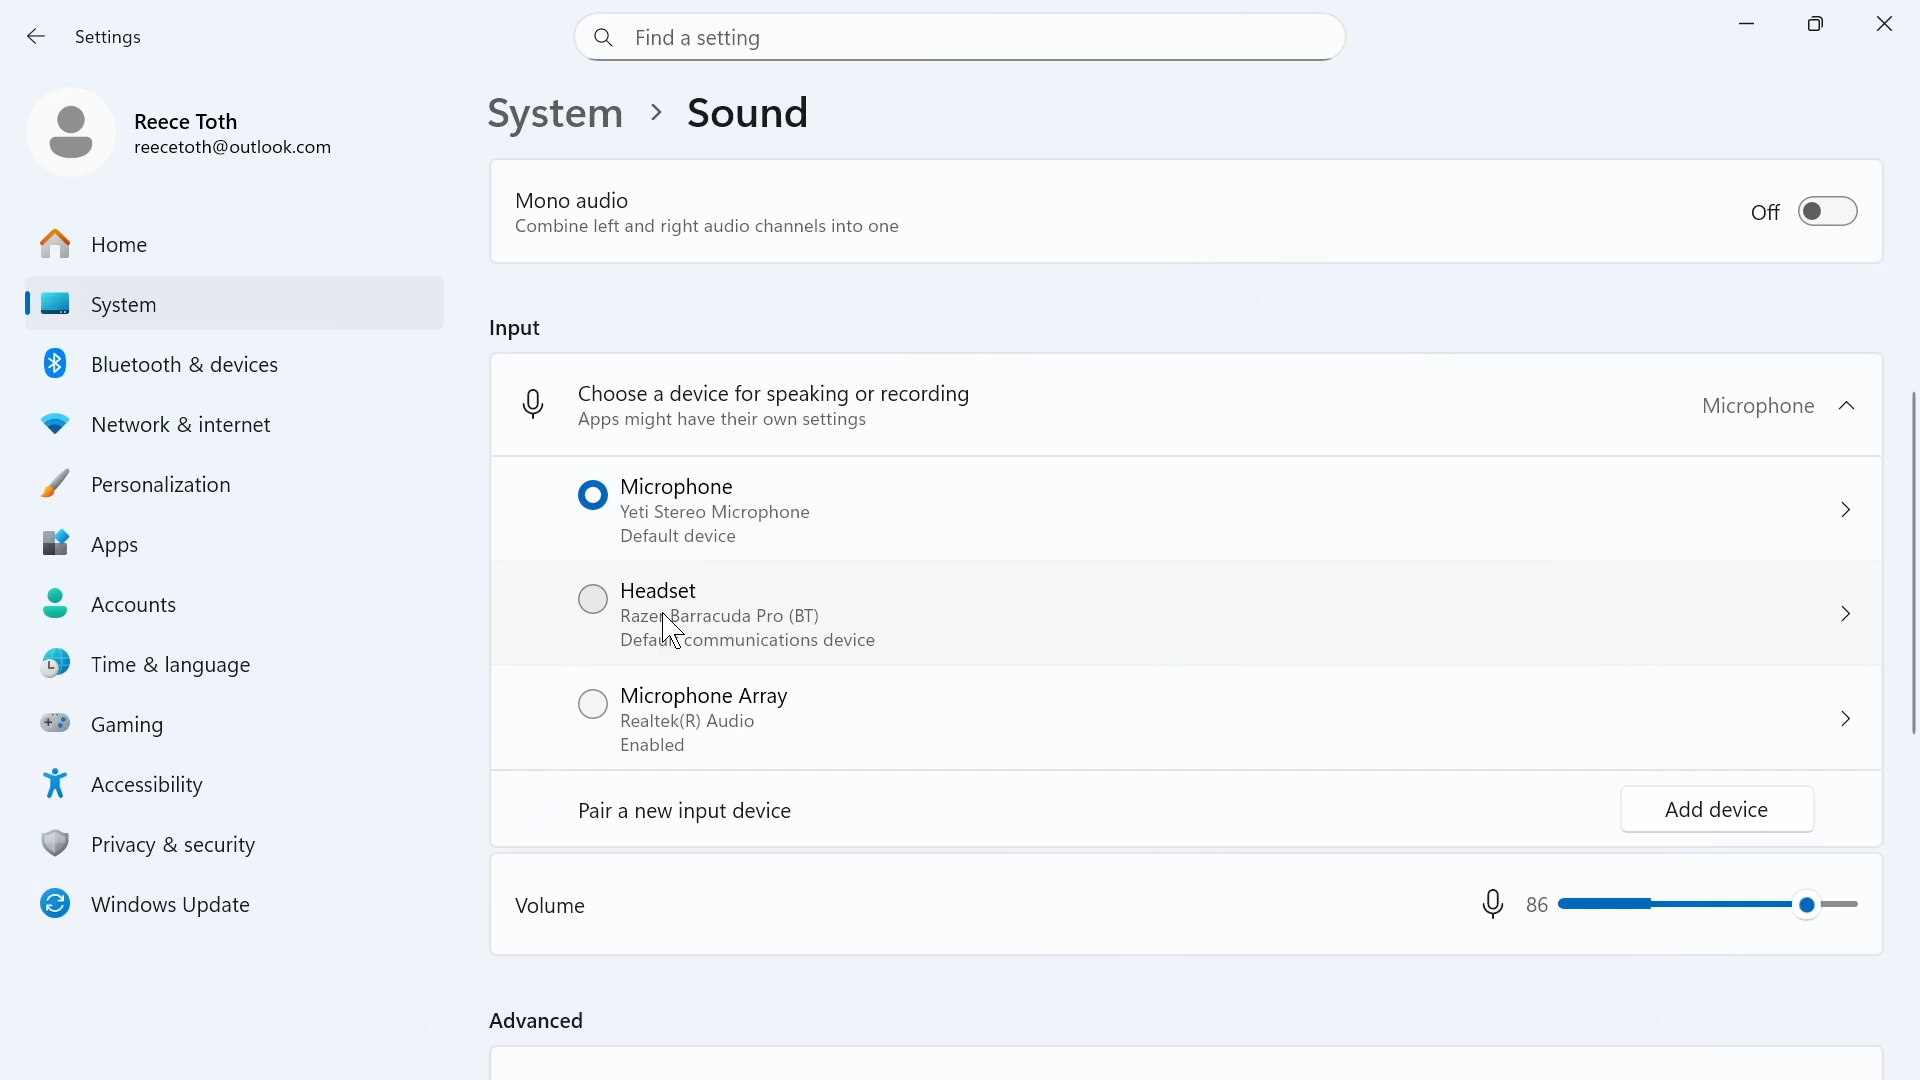 Settings
Find a setting
Reece Toth
reecetoth@outlook.com
Home
System
Bluetooth & devices
Network & internet
Personalization
Apps
Accounts
Time & language
Gaming
Accessibility
Privacy & security
Windows Update
System > Sound
Mono audio
Combine left and right audio channels into one
Off
Input
Choose a device for speaking or recording
Apps might have their own settings
Microphone
Microphone
Yeti Stereo Microphone
Default device
Headset
Razer Barracuda Pro (BT)
Default communications device
Microphone Array
Realtek(R) Audio
Enabled
Pair a new input device
Add device
Volume
86
Advanced